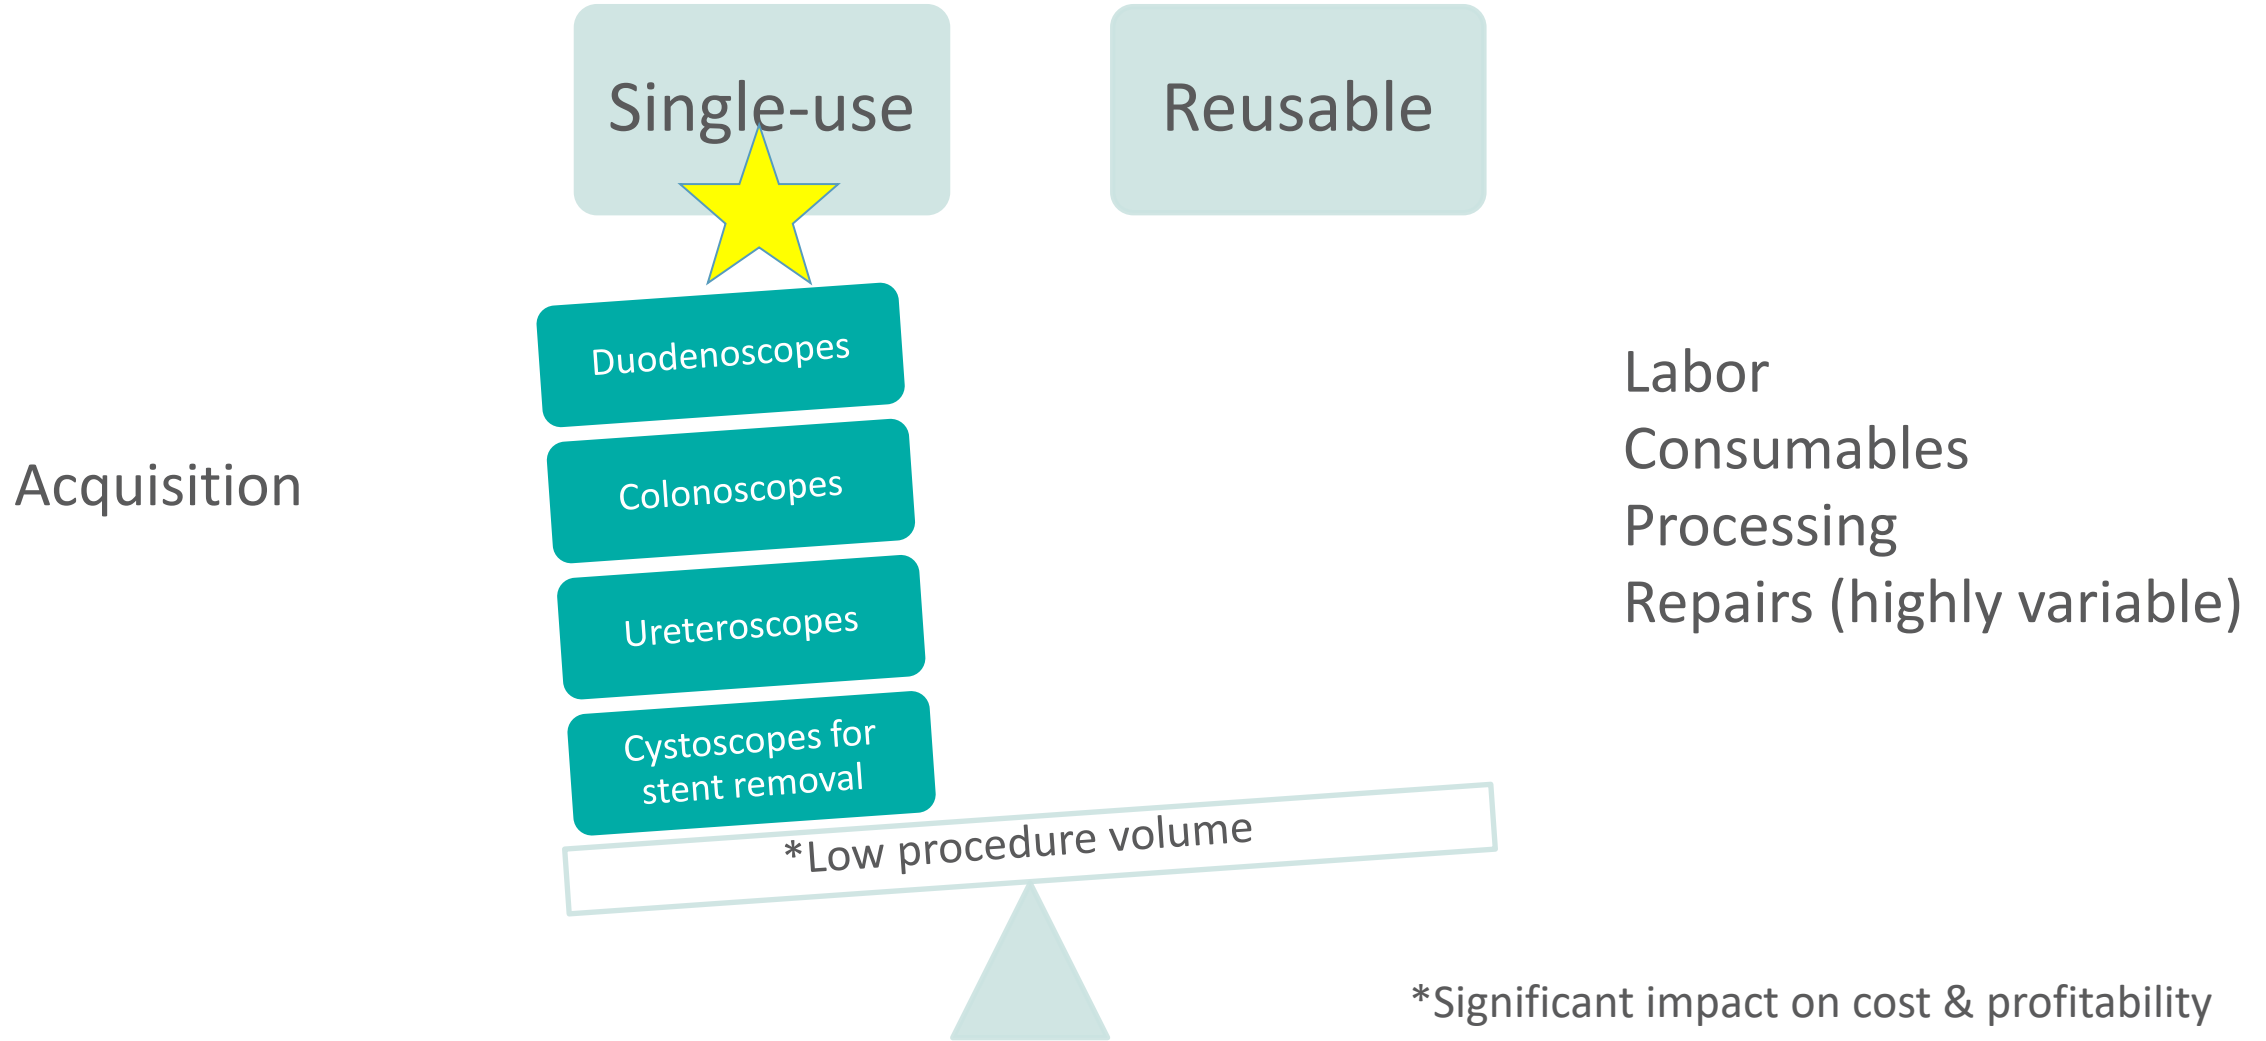 Single-use
Reusable
Acquisition
Duodenoscopes
Colonoscopes
Ureteroscopes
Cystoscopes for
stent removal
Labor
Consumables
Processing
Repairs (highly variable)
*Low procedure volume
*Significant impact on cost & profitability